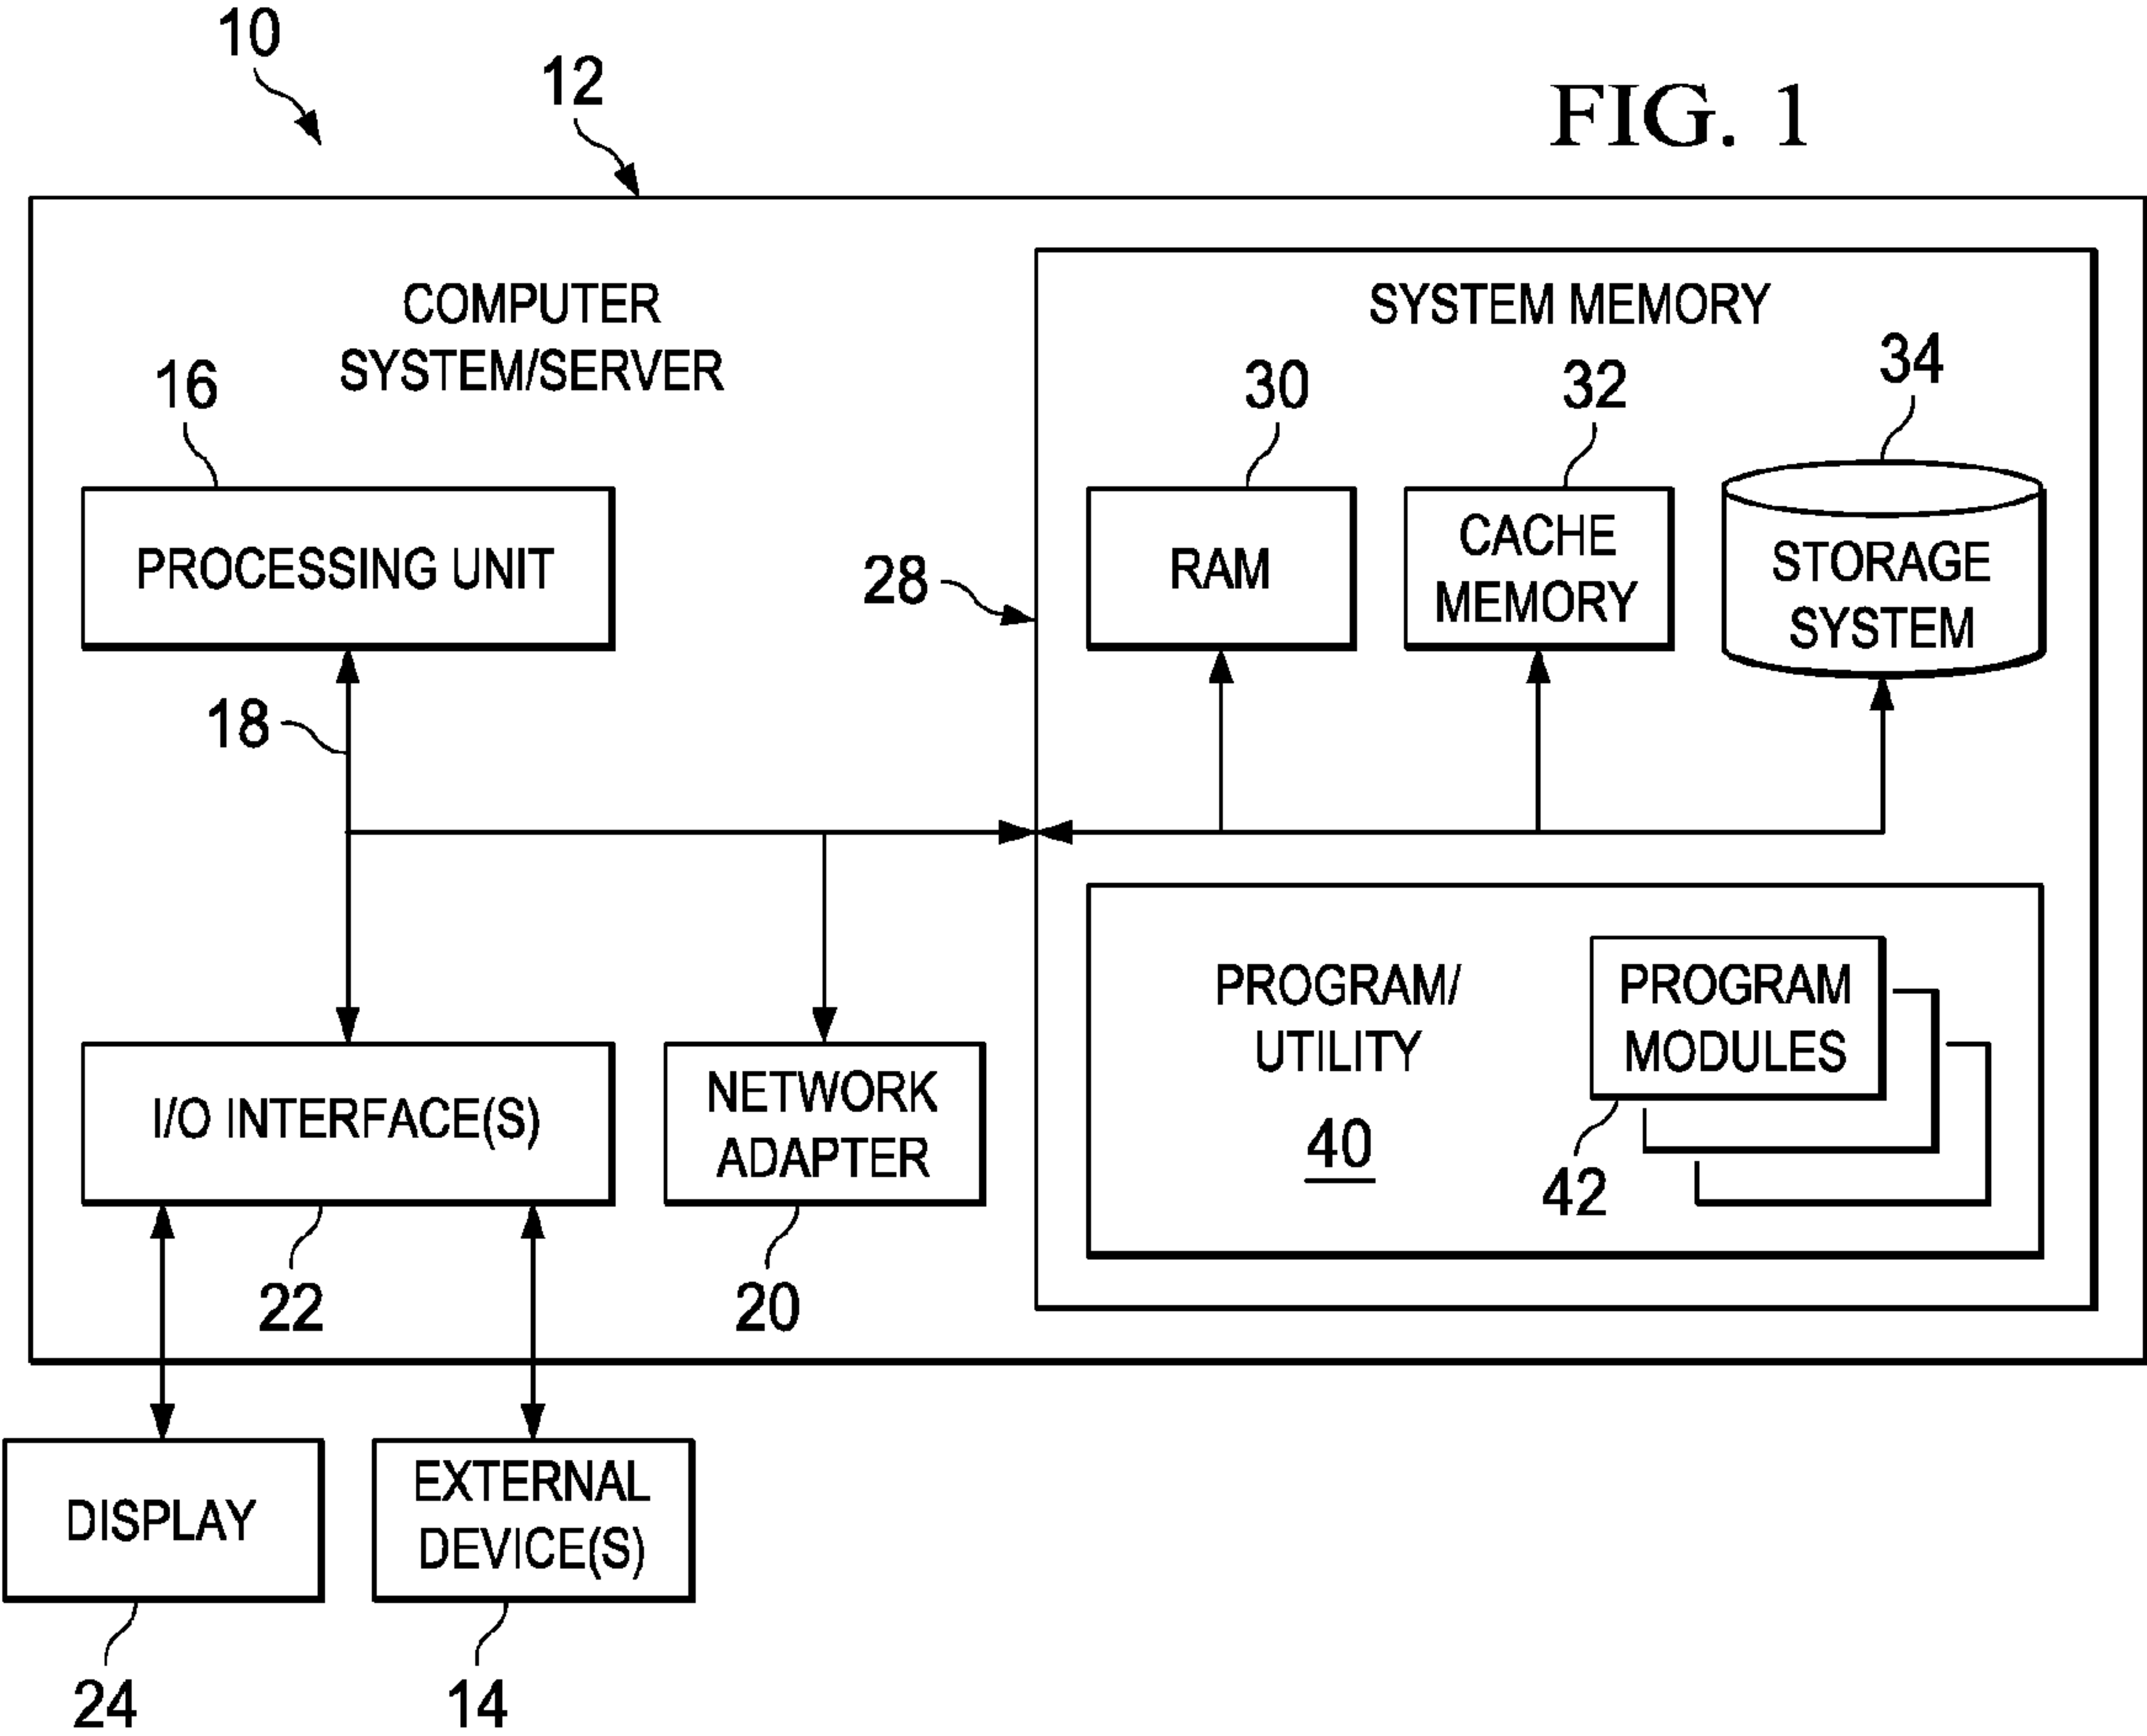 10
12
FIG. 1
COMPUTER
SYSTEM/SERVER
SYSTEM MEMORY
16
30
32
34
PROCESSING UNIT
RAM
CACHE
MEMORY
STORAGE
SYSTEM
28
18
PROGRAM/
UTILITY
40
PROGRAM
MODULES
42
I/O INTERFACE(S)
NETWORK
ADAPTER
22
20
DISPLAY
EXTERNAL
DEVICE(S)
24
14